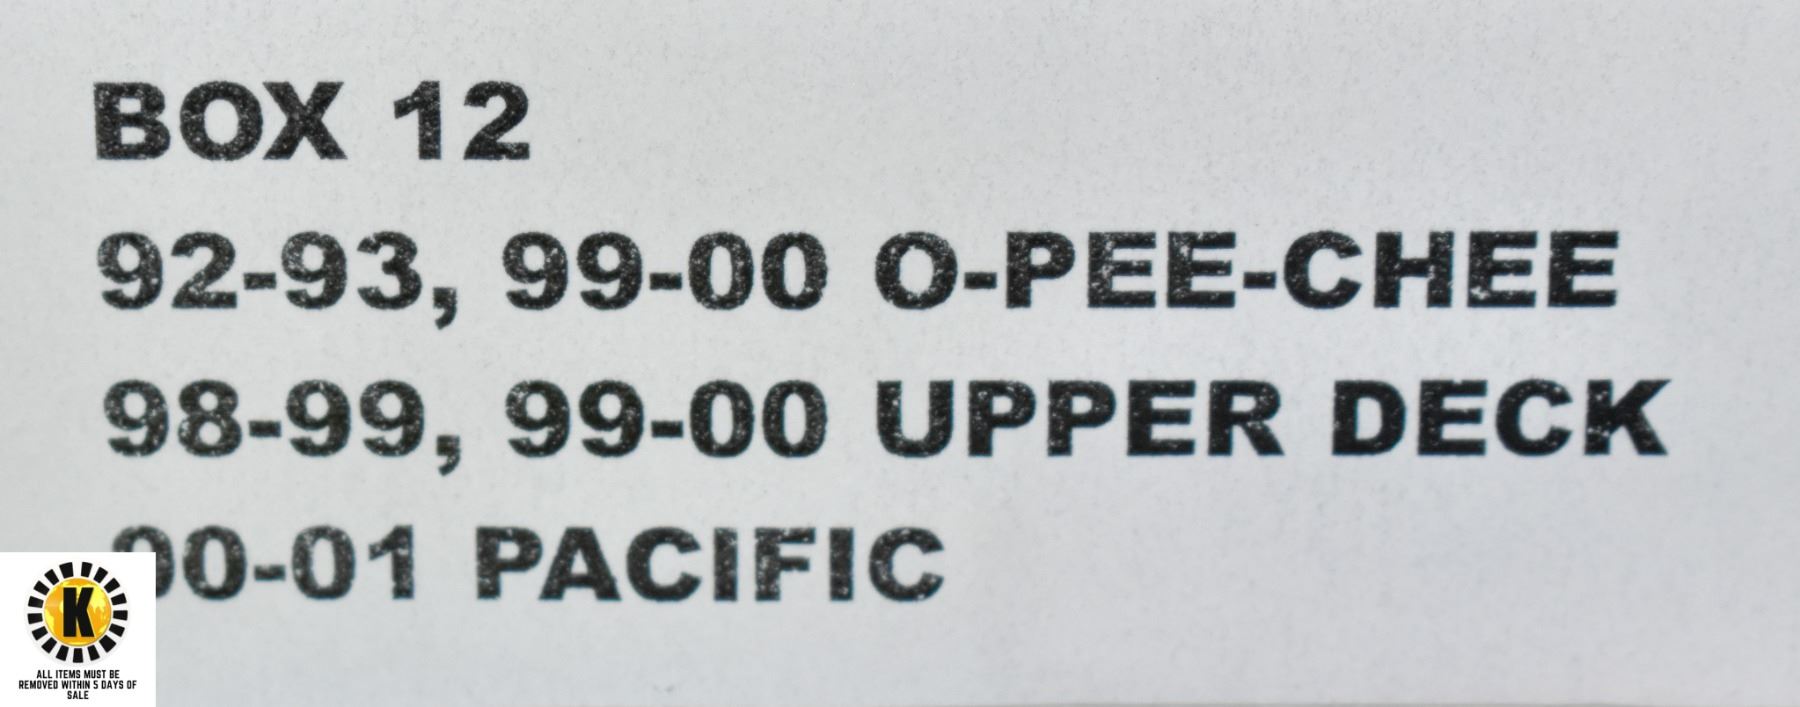 BOX 12
92-93, 99-00 O-PEE-CHEE
98-99, 99-00 UPPER DECK
00-01 PACIFIC
K
ALL ITEMS MUST BE
REMOVED WITHIN 5 DAYS OF
SALE